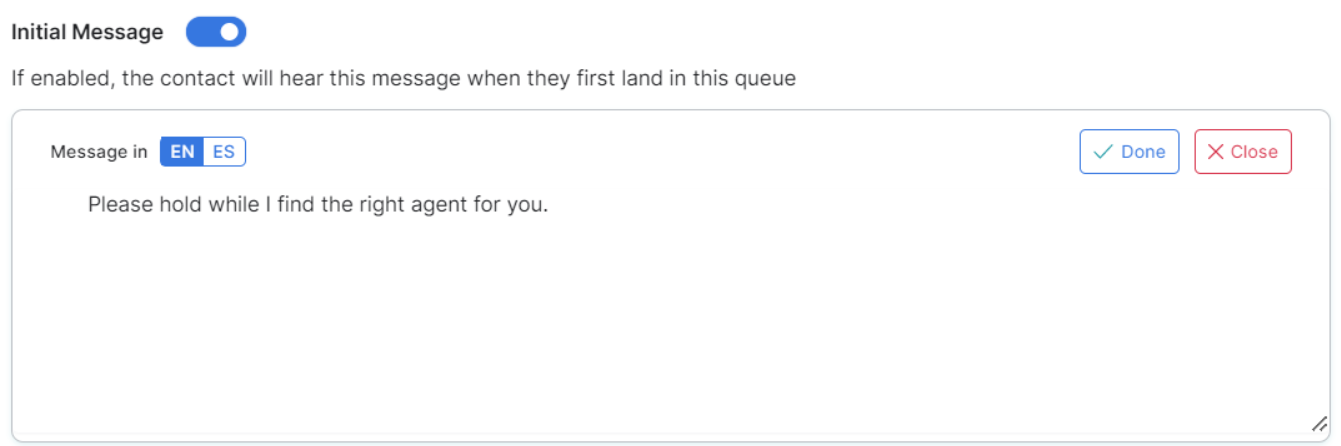 Initial Message
If enabled, the contact will hear this message when they first land in this queue
Message in EN ES Done Close
Please hold while I find the right agent for you.